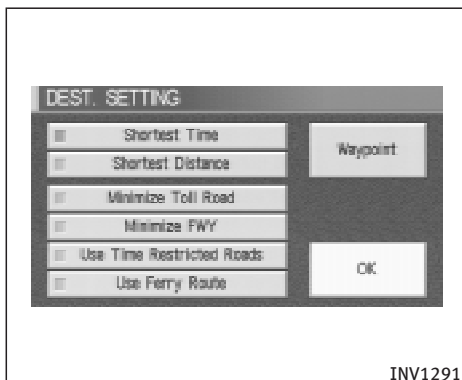 DEST. SETTING
Shortest Time
Waypoint
Shortest Distance
Minimize Toll Road
Minimize FWY
Use Time Restricted Roads
OK
Use Ferry Route
INV1291